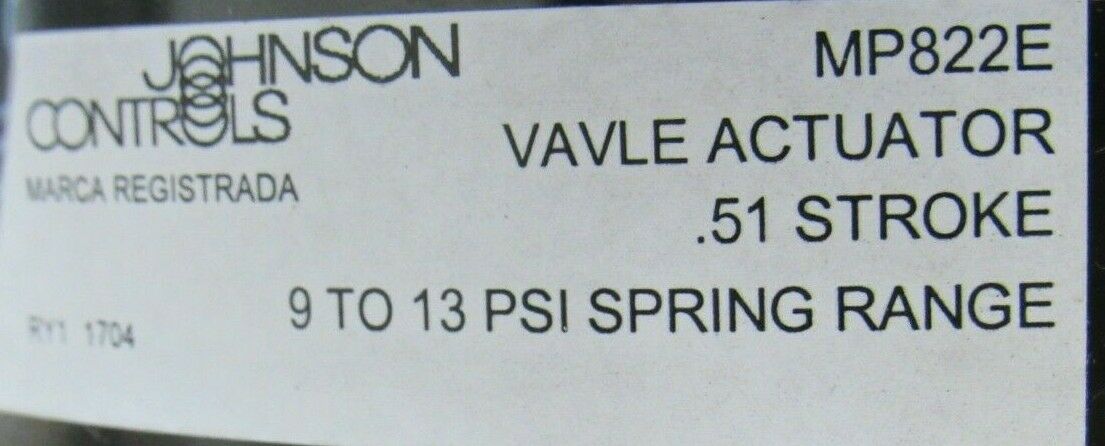 JOHNSON
CONTROLS
MARCA REGISTRADA
MP822E
VAVLE ACTUATOR
.51 STROKE
9 TO 13 PSI SPRING RANGE
RY1 1704